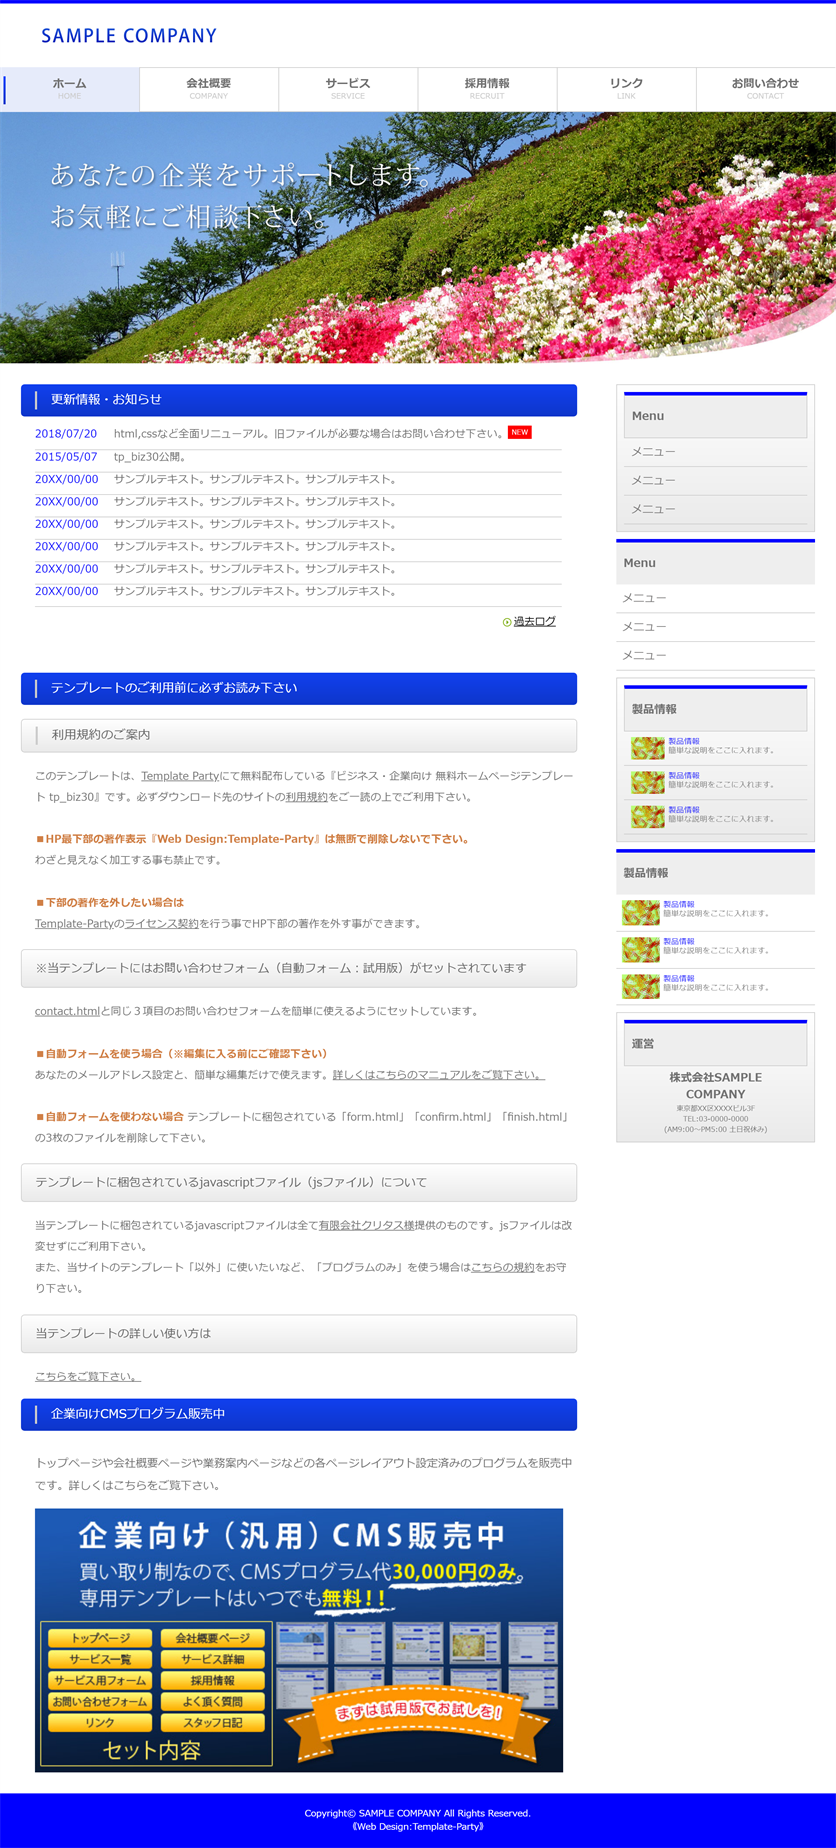 SAMPLE COMPANY
ホーム
HOME
会社概要
COMPANY
サービス
SERVICE
採用情報
RECRUIT
リンク
LINK
お問い合わせ
CONTACT
あなたの企業をサポートします。
お気軽にご相談下さい。
更新情報・お知らせ
2018/07/20 html,cssなど全面リニューアル。旧ファイルが必要な場合はお問い合わせ下さい。NEW
2015/05/07 tp_biz30公開。
20XX/00/00 サンプルテキスト。サンプルテキスト。サンプルテキスト。
20XX/00/00 サンプルテキスト。サンプルテキスト。サンプルテキスト。
20XX/00/00 サンプルテキスト。サンプルテキスト。サンプルテキスト。
20XX/00/00 サンプルテキスト。サンプルテキスト。サンプルテキスト。
20XX/00/00 サンプルテキスト。サンプルテキスト。サンプルテキスト。
20XX/00/00 サンプルテキスト。サンプルテキスト。サンプルテキスト。
過去ログ
テンプレートのご利用前に必ずお読み下さい
利用規約のご案内
このテンプレートは、Template Partyにて無料配布している『ビジネス・企業向け 無料ホームページテンプレー
ト tp_biz30』です。必ずダウンロード先のサイトの利用規約をご一読の上でご利用下さい。
■HP最下部の著作表示『Web Design:Template-Party』は無断で削除しないで下さい。
わざと見えなく加工する事も禁止です。
■下部の著作を外したい場合は
Template-Partyのライセンス契約を行う事でHP下部の著作を外す事ができます。
※当テンプレートにはお問い合わせフォーム（自動フォーム：試用版）がセットされています
contact.htmlと同じ３項目のお問い合わせフォームを簡単に使えるようにセットしています。
■自動フォームを使う場合（※編集に入る前にご確認下さい）
あなたのメールアドレス設定と、簡単な編集だけで使えます。詳しくはこちらのマニュアルをご覧下さい。
■自動フォームを使わない場合 テンプレートに梱包されている「form.html」「confirm.html」「finish.html」
の3枚のファイルを削除して下さい。
テンプレートに梱包されているjavascriptファイル（jsファイル）について
当テンプレートに梱包されているjavascriptファイルは全て有限会社クリタス様提供のものです。jsファイルは改
変せずにご利用下さい。
また、当サイトのテンプレート「以外」に使いたいなど、「プログラムのみ」を使う場合はこちらの規約をお守
り下さい。
当テンプレートの詳しい使い方は
こちらをご覧下さい。
企業向けCMSプログラム販売中
トップページや会社概要ページや業務案内ページなどの各ページレイアウト設定済みのプログラムを販売中
です。詳しくはこちらをご覧下さい。
企業向け（汎用）CMS販売中
買い取り制なので、CMSプログラム代30,000円のみ。
専用テンプレートはいつでも無料！！
トップページ 会社概要ページ
サービス一覧 サービス詳細
サービス用フォーム 採用情報
お問い合わせフォーム よく頂く質問
リンク スタッフ日記
セット内容
まずは試用版でお試しを！
Menu
メニュー
メニュー
メニュー
Menu
メニュー
メニュー
メニュー
製品情報
製品情報
簡単な説明をここに入れます。
製品情報
簡単な説明をここに入れます。
製品情報
簡単な説明をここに入れます。
製品情報
製品情報
簡単な説明をここに入れます。
製品情報
簡単な説明をここに入れます。
製品情報
簡単な説明をここに入れます。
運営
株式会社SAMPLE
COMPANY
東京都XX区XXXXビル3F
TEL:03-0000-0000
(AM9:00～PM5:00 土日祝休み)
Copyright© SAMPLE COMPANY All Rights Reserved.
《Web Design:Template-Party》